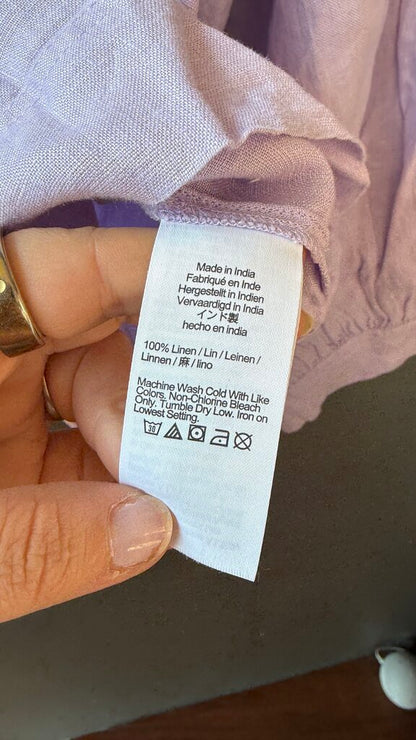 Made in India
Fabriqué en Inde
Hergestellt in Indien
Vervaardigd in India
インド製
hecho en india
100% Linen / Lin / Leinen /
Linnen / 麻 / lino
Machine Wash Cold With Like
Colors. Non-Chlorine Bleach
Only. Tumble Dry Low. Iron on
Lowest Setting.
30